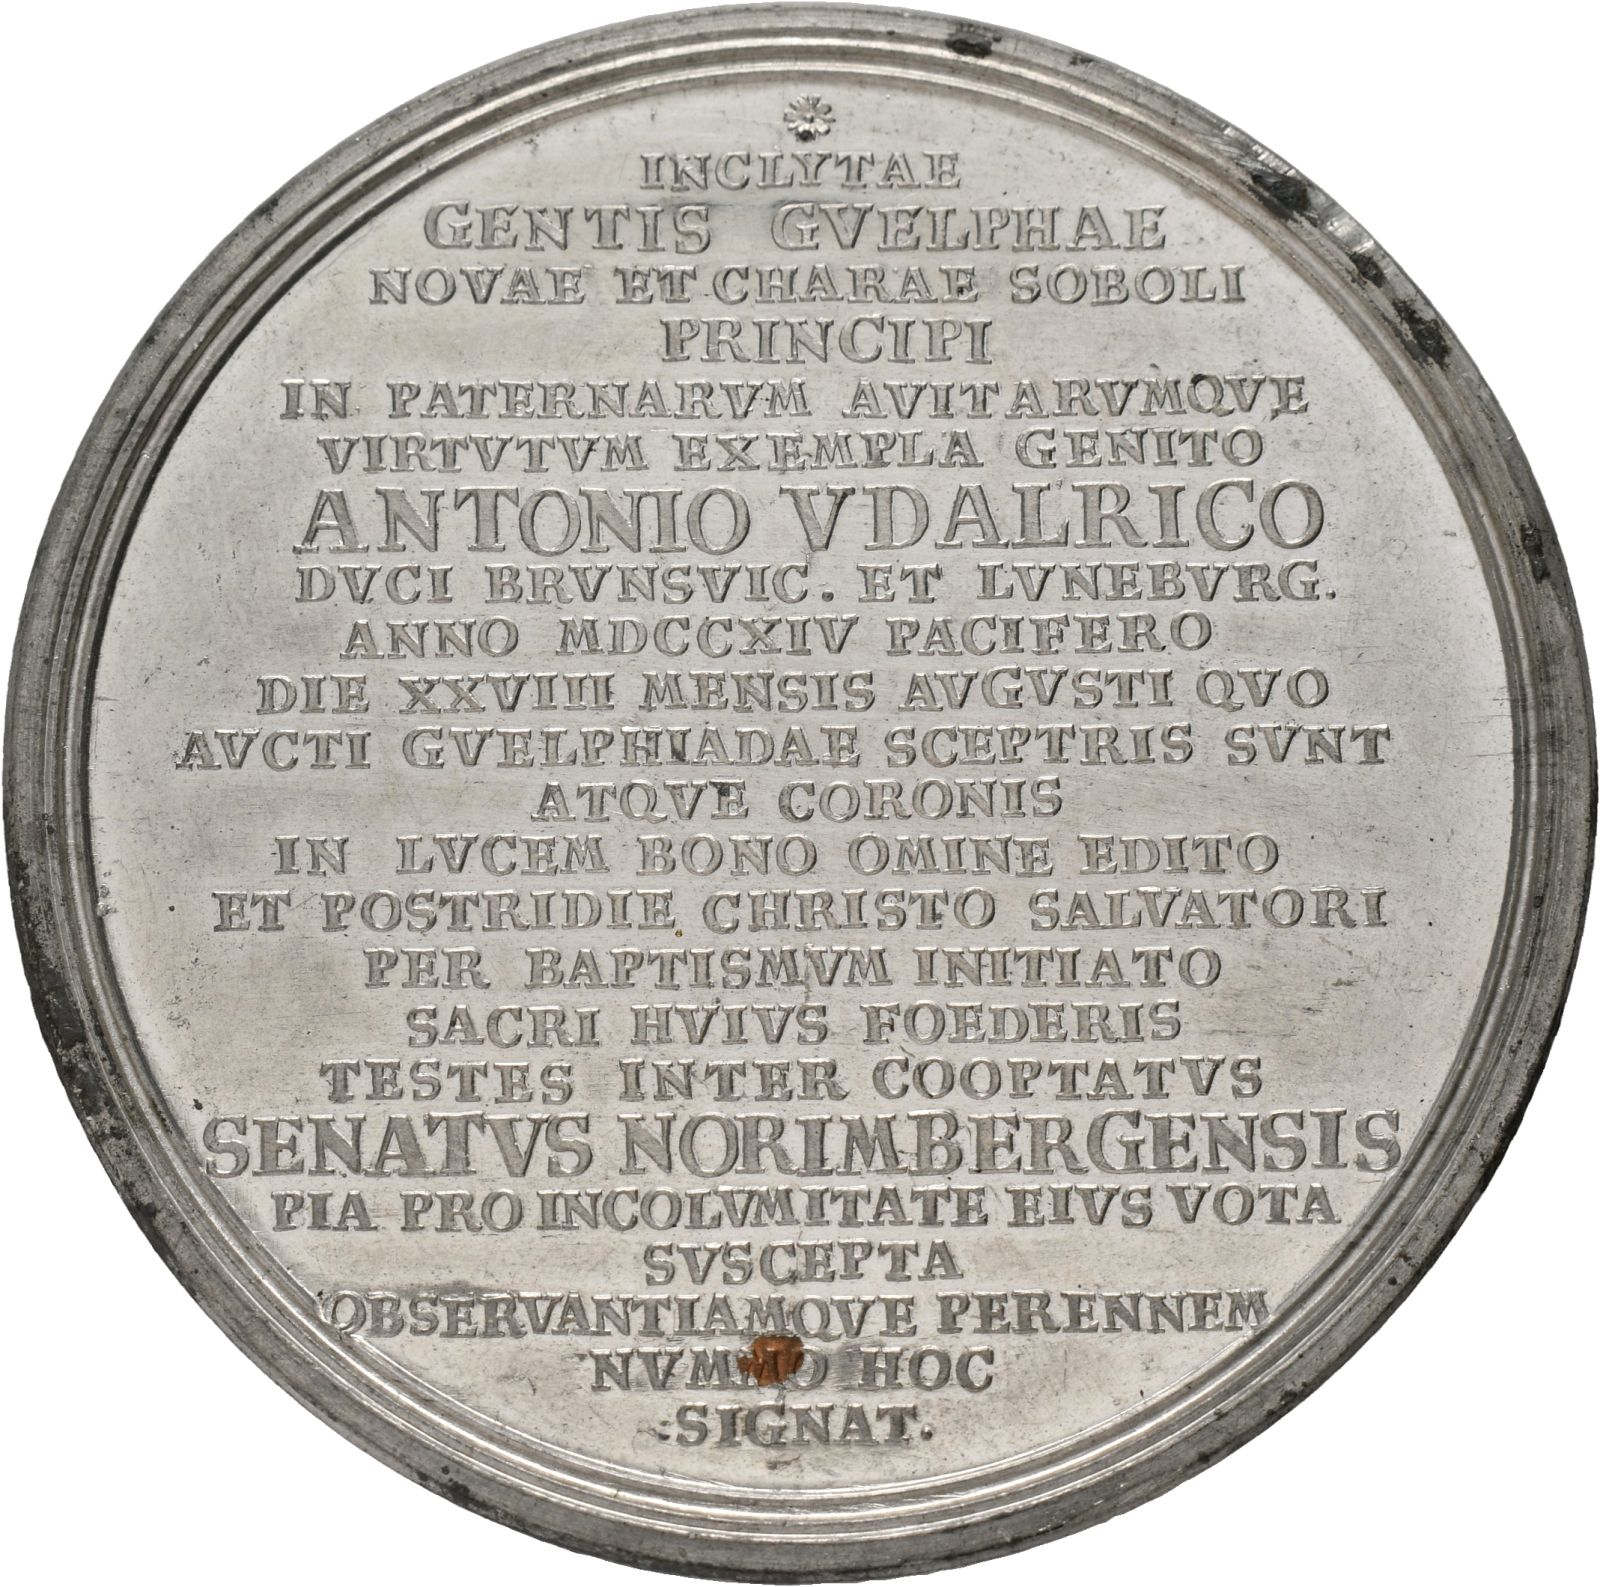 INCLYTAE
GENTIS GVELPHAE
NOVAE ET CHARAE SOBOLI
PRINCIPI
IN PATERNARVM AVITARVMQVE
VIRTVTVM EXEMPLA GENITO
ANTONIO VDALRICO
DVCI BRVNSVIC. ET LVNEBVRG.
ANNO MDCCXIV PACIFERO
DIE XXVIII MENSIS AVGVSTI QVO
AVCTI GVELPHIADAE SCEPTRIS SVNT
ATQVE CORONIS
IN LVCEM BONO OMINE EDITO
ET POSTRIDIE CHRISTO SALVATORI
PER BAPTISMVM INITIATO
SACRI HVIVS FOEDERIS
TESTES INTER COOPTATVS
SENATVS NORIMBERGENSIS
PIA PRO INCOLVMITATE EIVS VOTA
SVSCEPTA
OBSERVANTIAMQVE PERENNEM
NVMMO HOC
SIGNAT.